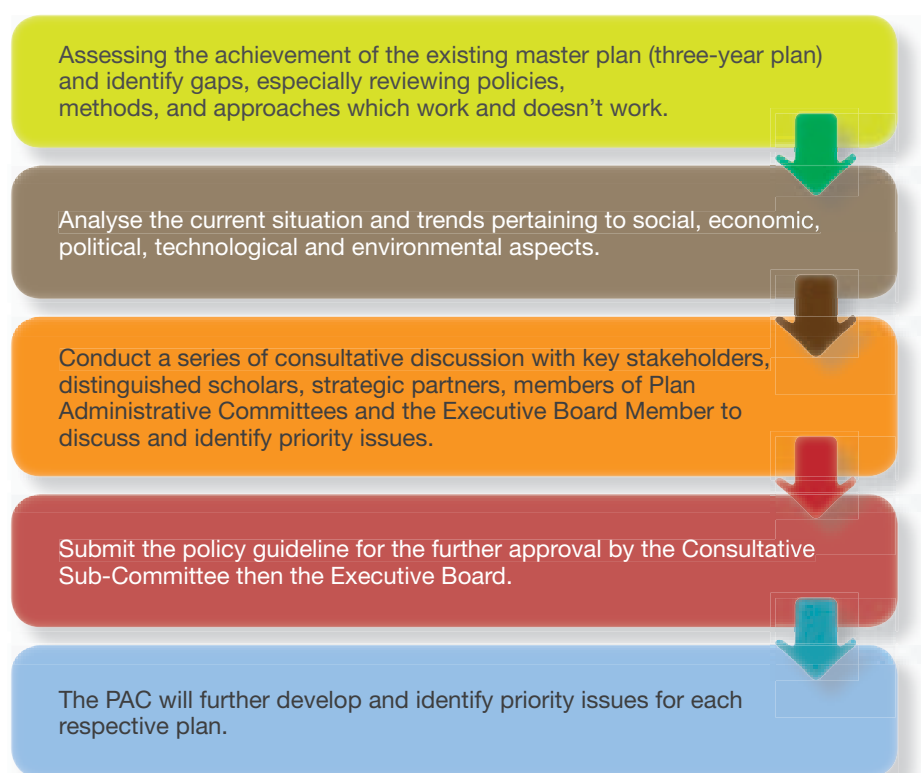 Assessing the achievement of the existing master plan (three-year plan)
and identify gaps, especially reviewing policies,
methods, and approaches which work and doesn’t work.
Analyse the current situation and trends pertaining to social, economic,
political, technological and environmental aspects.
Conduct a series of consultative discussion with key stakeholders,
distinguished scholars, strategic partners, members of Plan
Administrative Committees and the Executive Board Member to
discuss and identify priority issues.
Submit the policy guideline for the further approval by the Consultative
Sub-Committee then the Executive Board.
The PAC will further develop and identify priority issues for each
respective plan.